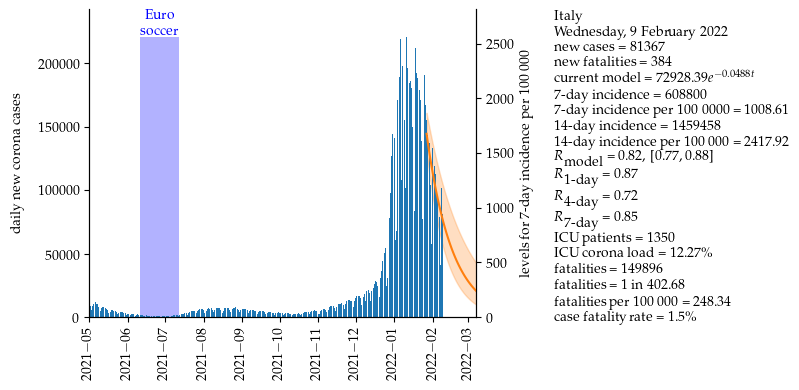 Euro
soccer
daily new corona cases
200000
150000
100000
50000
0
2500
2000
1500
1000
500
0
levels for 7-day incidence per 100 000
2021−05
2021−06
2021−07
2021−08
2021−09
2021−10
2021−11
2021−12
2022−01
2022−02
2022−03
Italy
Wednesday, 9 February 2022
new cases = 81367
new fatalities = 384
current model = 72928.39e^{−0.0488t}
7-day incidence = 608800
7-day incidence per 100 0000 = 1008.61
14-day incidence = 1459458
14-day incidence per 100 000 = 2417.92
R_model = 0.82, [0.77, 0.88]
R_1-day = 0.87
R_4-day = 0.72
R_7-day = 0.85
ICU patients = 1350
ICU corona load = 12.27%
fatalities = 149896
fatalities = 1 in 402.68
fatalities per 100 000 = 248.34
case fatality rate = 1.5%